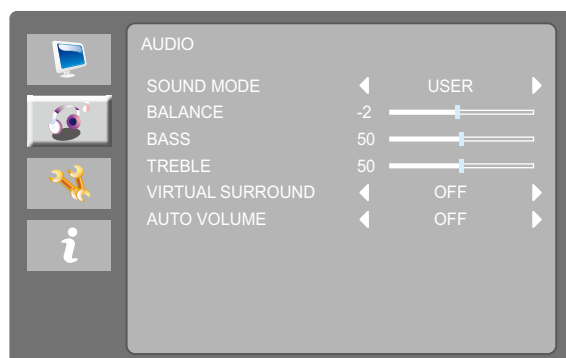 AUDIO
SOUND MODE USER
BALANCE -2
BASS 50
TREBLE 50
VIRTUAL SURROUND OFF
AUTO VOLUME OFF
i